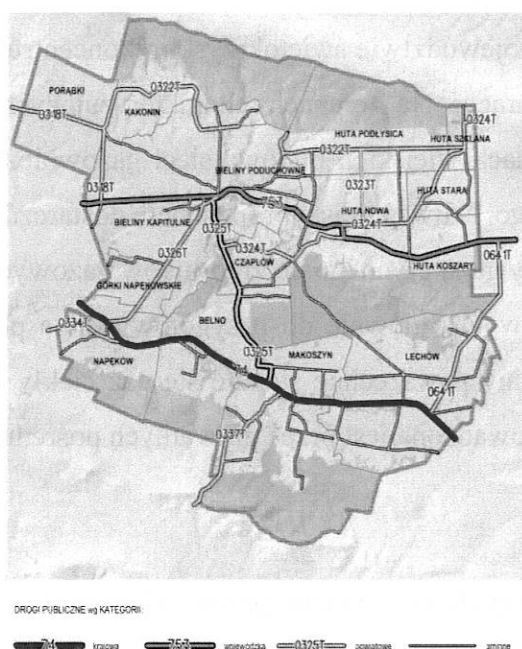 PORĄBKI
0318T
0322T
KAKONIN
0324T
HUTA PODŁYSICA
HUTA SZKLANA
0322T
BIELINY PODUCHOWNE
0323T
HUTA STARA
0318T
753
HUTA NOWA
0324T
BIELINY KAPITULNE
0325T
0324T
0326T
CZAPLÓW
HUTA KOSZARY
0641T
GÓRKI NAPĘKOWSKIE
BELNO
0334T
NAPĘKÓW
74
0325T
MAKOSZYN
LECHÓW
0641T
0337T
DROGI PUBLICZNE wg KATEGORII:
74 krajowa 753 wojewódzka 0325T powiatowe gminne